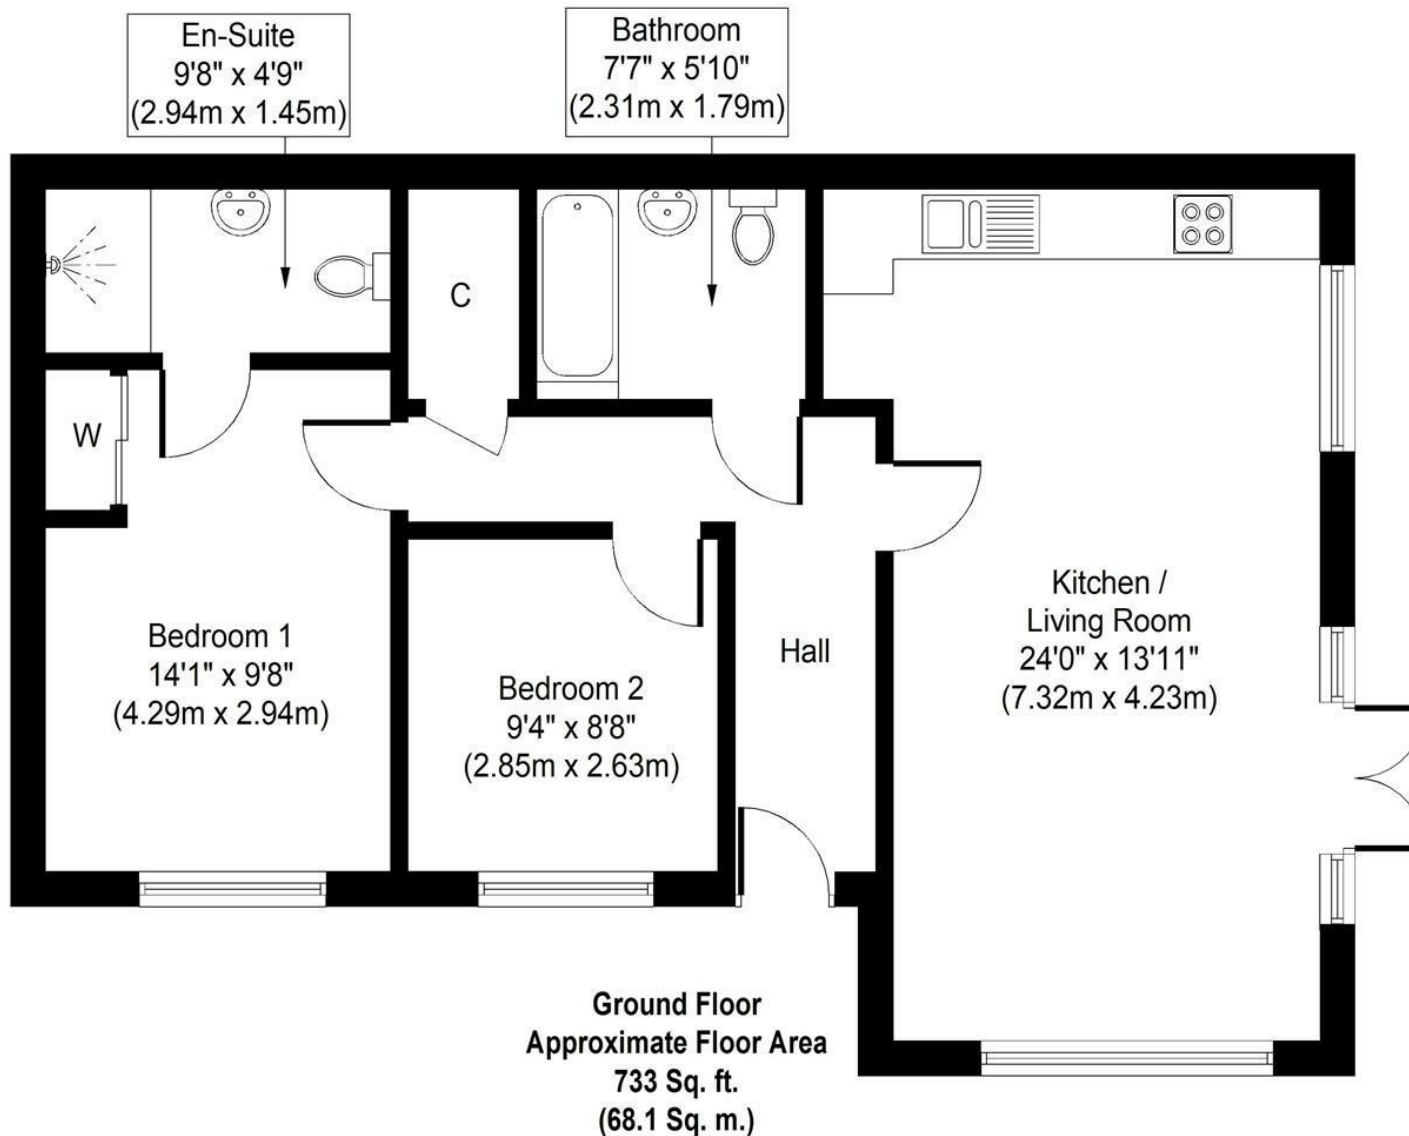 En-Suite
9'8" x 4'9"
(2.94m x 1.45m)
Bathroom
7'7" x 5'10"
(2.31m x 1.79m)
C
W
Bedroom 1
14'1" x 9'8"
(4.29m x 2.94m)
Bedroom 2
9'4" x 8'8"
(2.85m x 2.63m)
Hall
Kitchen /
Living Room
24'0" x 13'11"
(7.32m x 4.23m)
Ground Floor
Approximate Floor Area
733 Sq. ft.
(68.1 Sq. m.)